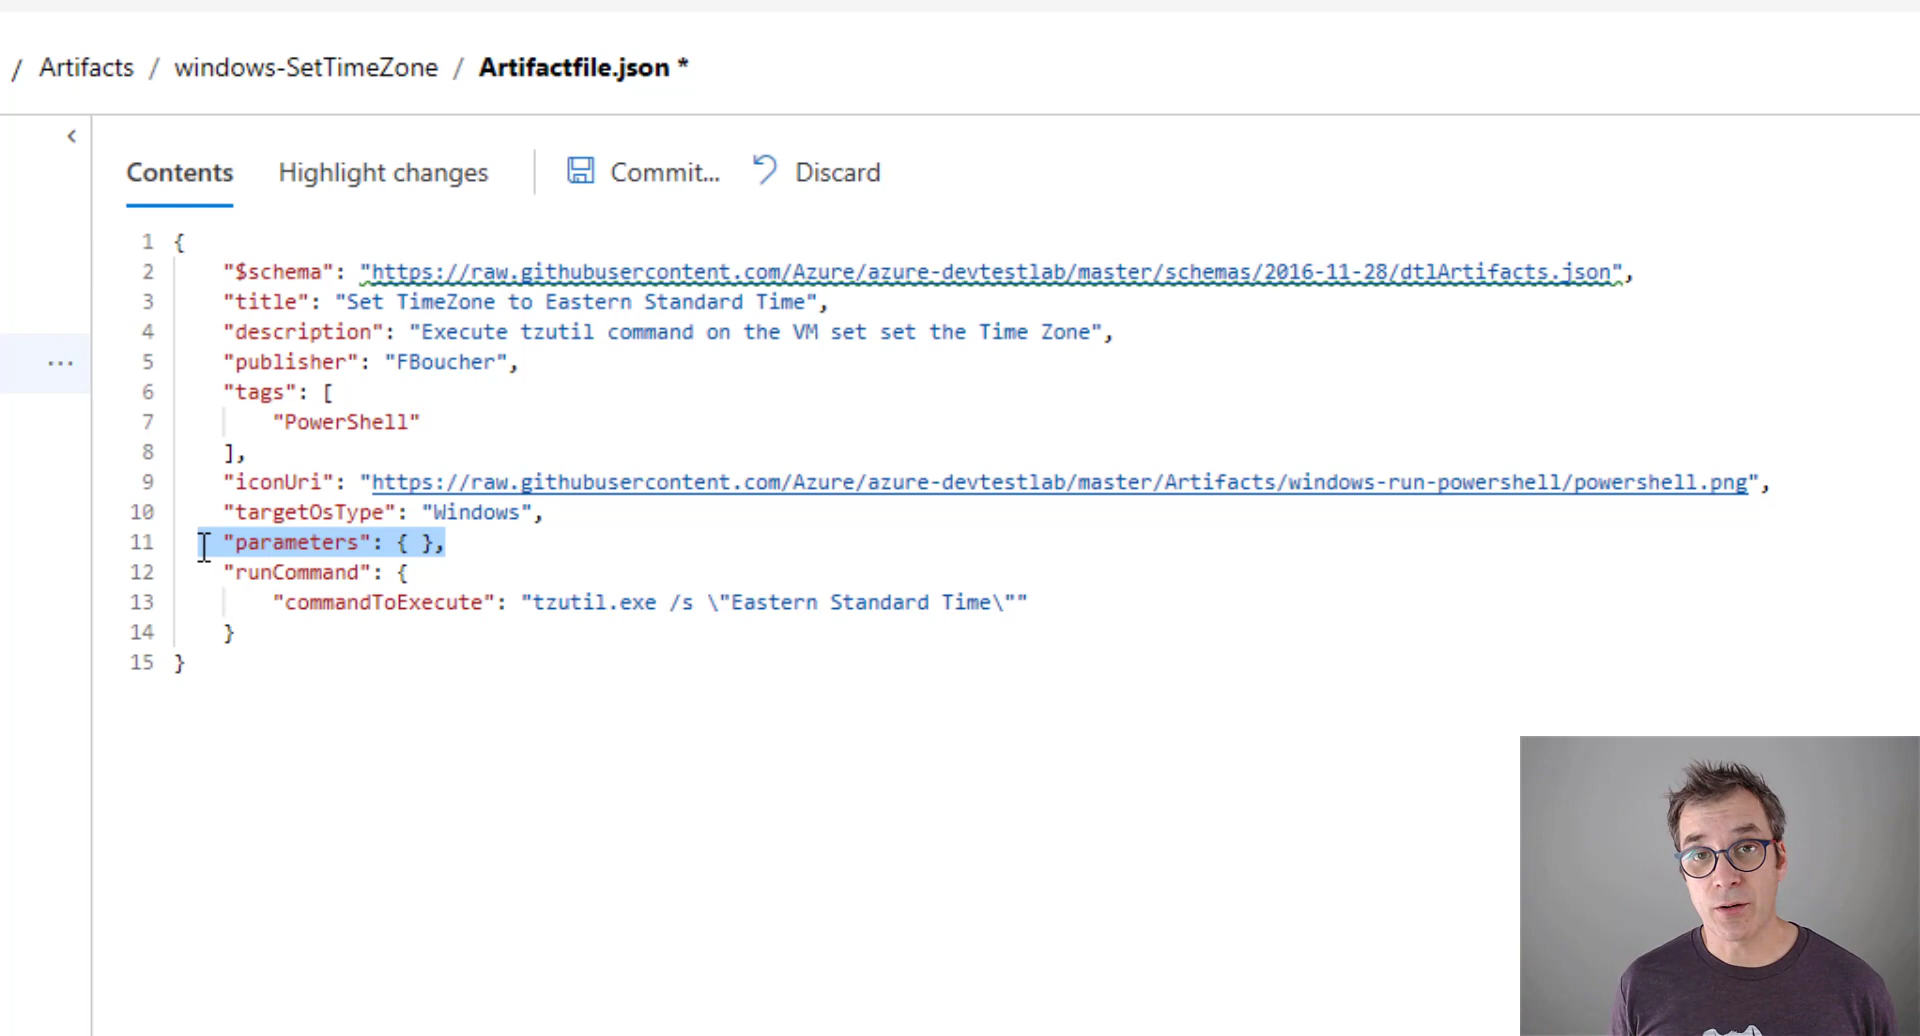 / Artifacts / windows-SetTimeZone / Artifactfile.json *
Contents Highlight changes Commit... Discard
1 {
2 "$schema": "https://raw.githubusercontent.com/Azure/azure-devtestlab/master/schemas/2016-11-28/dtlArtifacts.json",
3 "title": "Set TimeZone to Eastern Standard Time",
4 "description": "Execute tzutil command on the VM set set the Time Zone",
5 "publisher": "FBoucher",
6 "tags": [
7 "PowerShell"
8 ],
9 "iconUri": "https://raw.githubusercontent.com/Azure/azure-devtestlab/master/Artifacts/windows-run-powershell/powershell.png",
10 "targetOsType": "Windows",
11 "parameters": { },
12 "runCommand": {
13 "commandToExecute": "tzutil.exe /s \"Eastern Standard Time\""
14 }
15 }